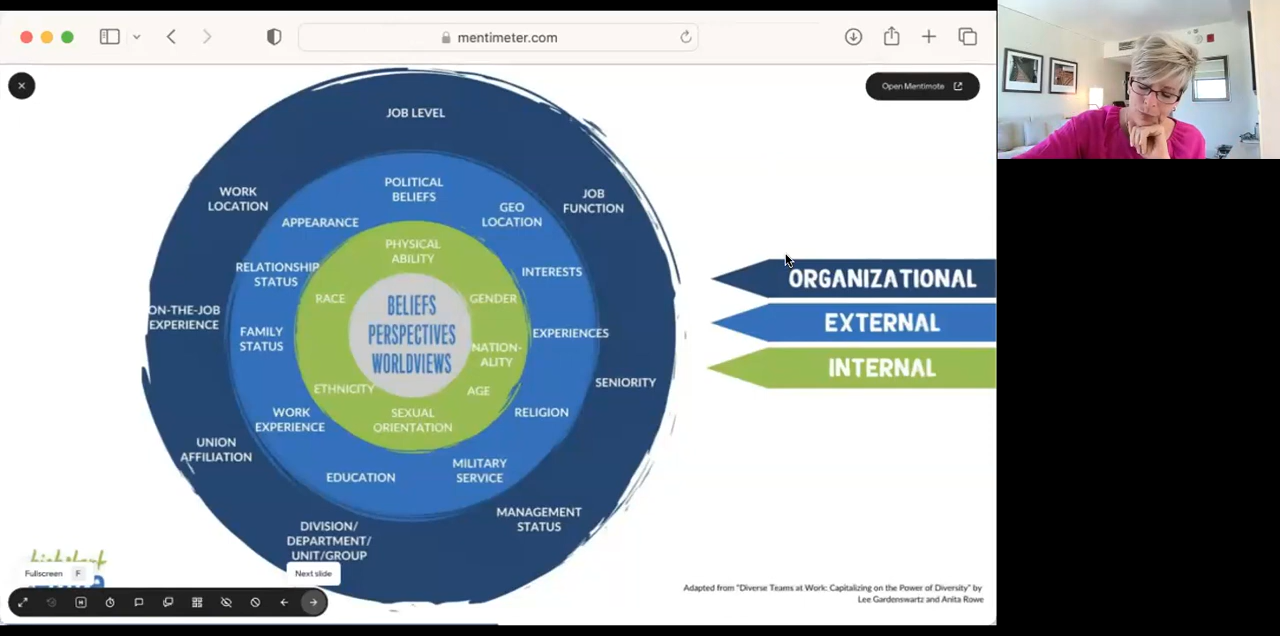 mentimeter.com
Open Mentimote
JOB LEVEL
POLITICAL
BELIEFS
WORK
LOCATION
JOB
FUNCTION
APPEARANCE
GEO
LOCATION
PHYSICAL
ABILITY
RELATIONSHIP
STATUS
INTERESTS
RACE
GENDER
BELIEFS
PERSPECTIVES
WORLDVIEWS
ON-THE-JOB
EXPERIENCE
FAMILY
STATUS
EXPERIENCES
NATION-
ALITY
ETHNICITY
AGE
SENIORITY
SEXUAL
ORIENTATION
WORK
EXPERIENCE
RELIGION
UNION
AFFILIATION
EDUCATION
MILITARY
SERVICE
MANAGEMENT
STATUS
DIVISION/
DEPARTMENT/
UNIT/GROUP
ORGANIZATIONAL
EXTERNAL
INTERNAL
Fullscreen F
Next slide
Adapted from "Diverse Teams at Work: Capitalizing on the Power of Diversity" by
Lee Gardenswartz and Anita Rowe